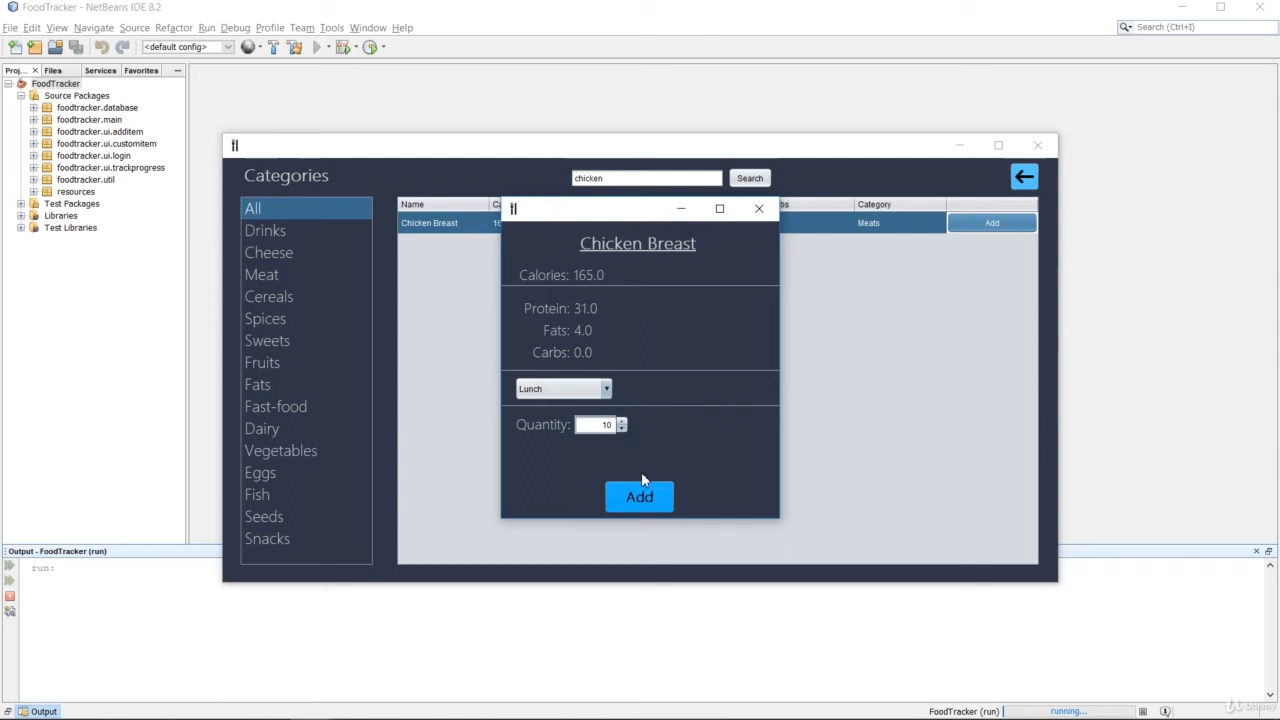 FoodTracker - NetBeans IDE 8.2
File Edit View Navigate Source Refactor Run Debug Profile Team Tools Window Help
Search (Ctrl+I)
<default config>
Proj... Files Services Favorites
FoodTracker
Source Packages
foodtracker.database
foodtracker.main
foodtracker.ui.additem
foodtracker.ui.customitem
foodtracker.ui.login
foodtracker.ui.trackprogress
foodtracker.util
resources
Test Packages
Libraries
Test Libraries
Categories
chicken
Search
All
Drinks
Cheese
Meat
Cereals
Spices
Sweets
Fruits
Fats
Fast-food
Dairy
Vegetables
Eggs
Fish
Seeds
Snacks
Name Category
Chicken Breast Meats Add
Chicken Breast
Calories: 165.0
Protein: 31.0
Fats: 4.0
Carbs: 0.0
Lunch
Quantity: 10
Add
Output - FoodTracker (run)
run:
Output
FoodTracker (run) running...
Udemy